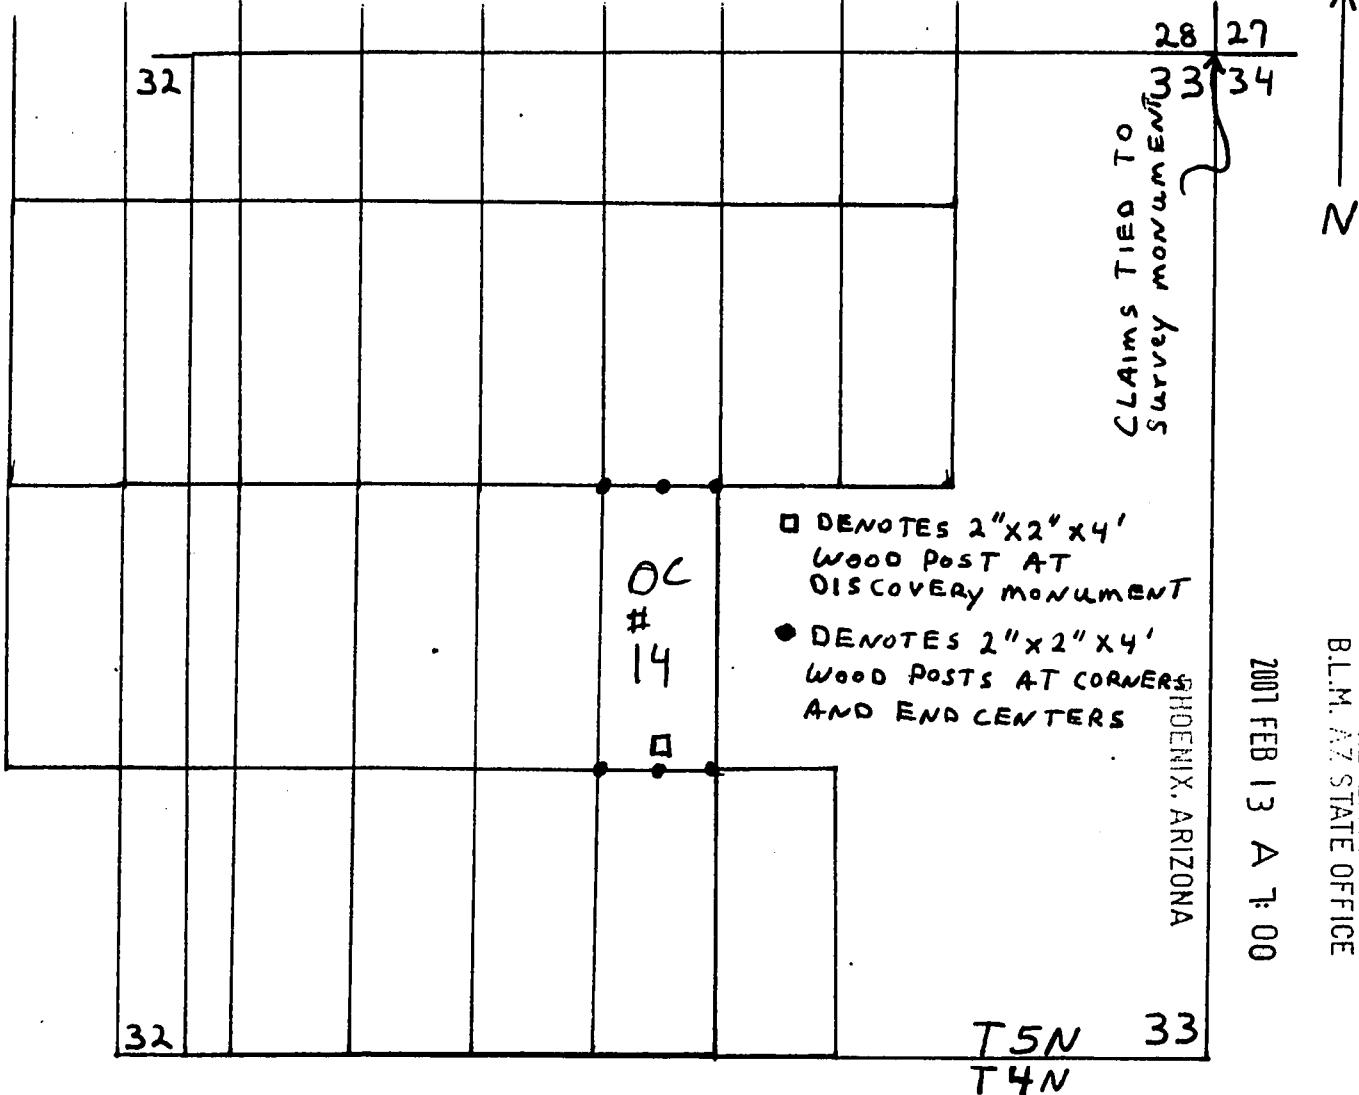 28 27
32
33 34
N
CLAIMS TIED TO
Survey monumENT
□ DENOTES 2"X2"X4'
WOOD POST AT
DISCOVERY MONUMENT
OC
#
14
● DENOTES 2"X2"X4'
WOOD POSTS AT CORNERS
AND END CENTERS
B.L.M. AZ STATE OFFICE
2007 FEB 13 A 7:00
PHOENIX, ARIZONA
32
T5N 33
T4N